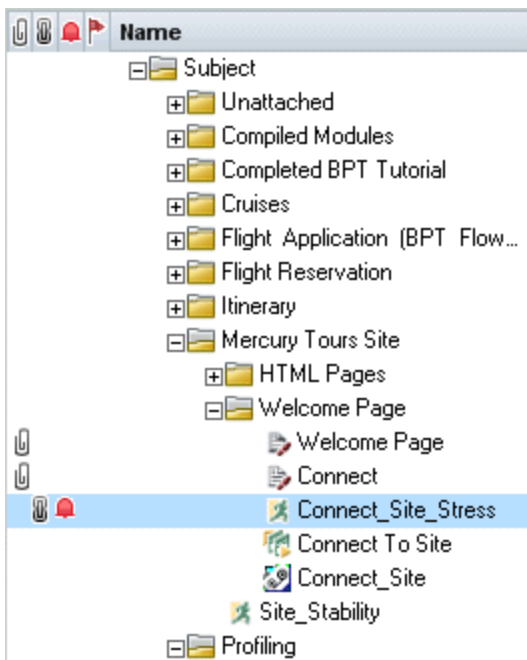 Name
Subject
Unattached
Compiled Modules
Completed BPT Tutorial
Cruises
Flight Application (BPT Flow...
Flight Reservation
Itinerary
Mercury Tours Site
HTML Pages
Welcome Page
Welcome Page
Connect
Connect_Site_Stress
Connect To Site
Connect_Site
Site_Stability
Profiling